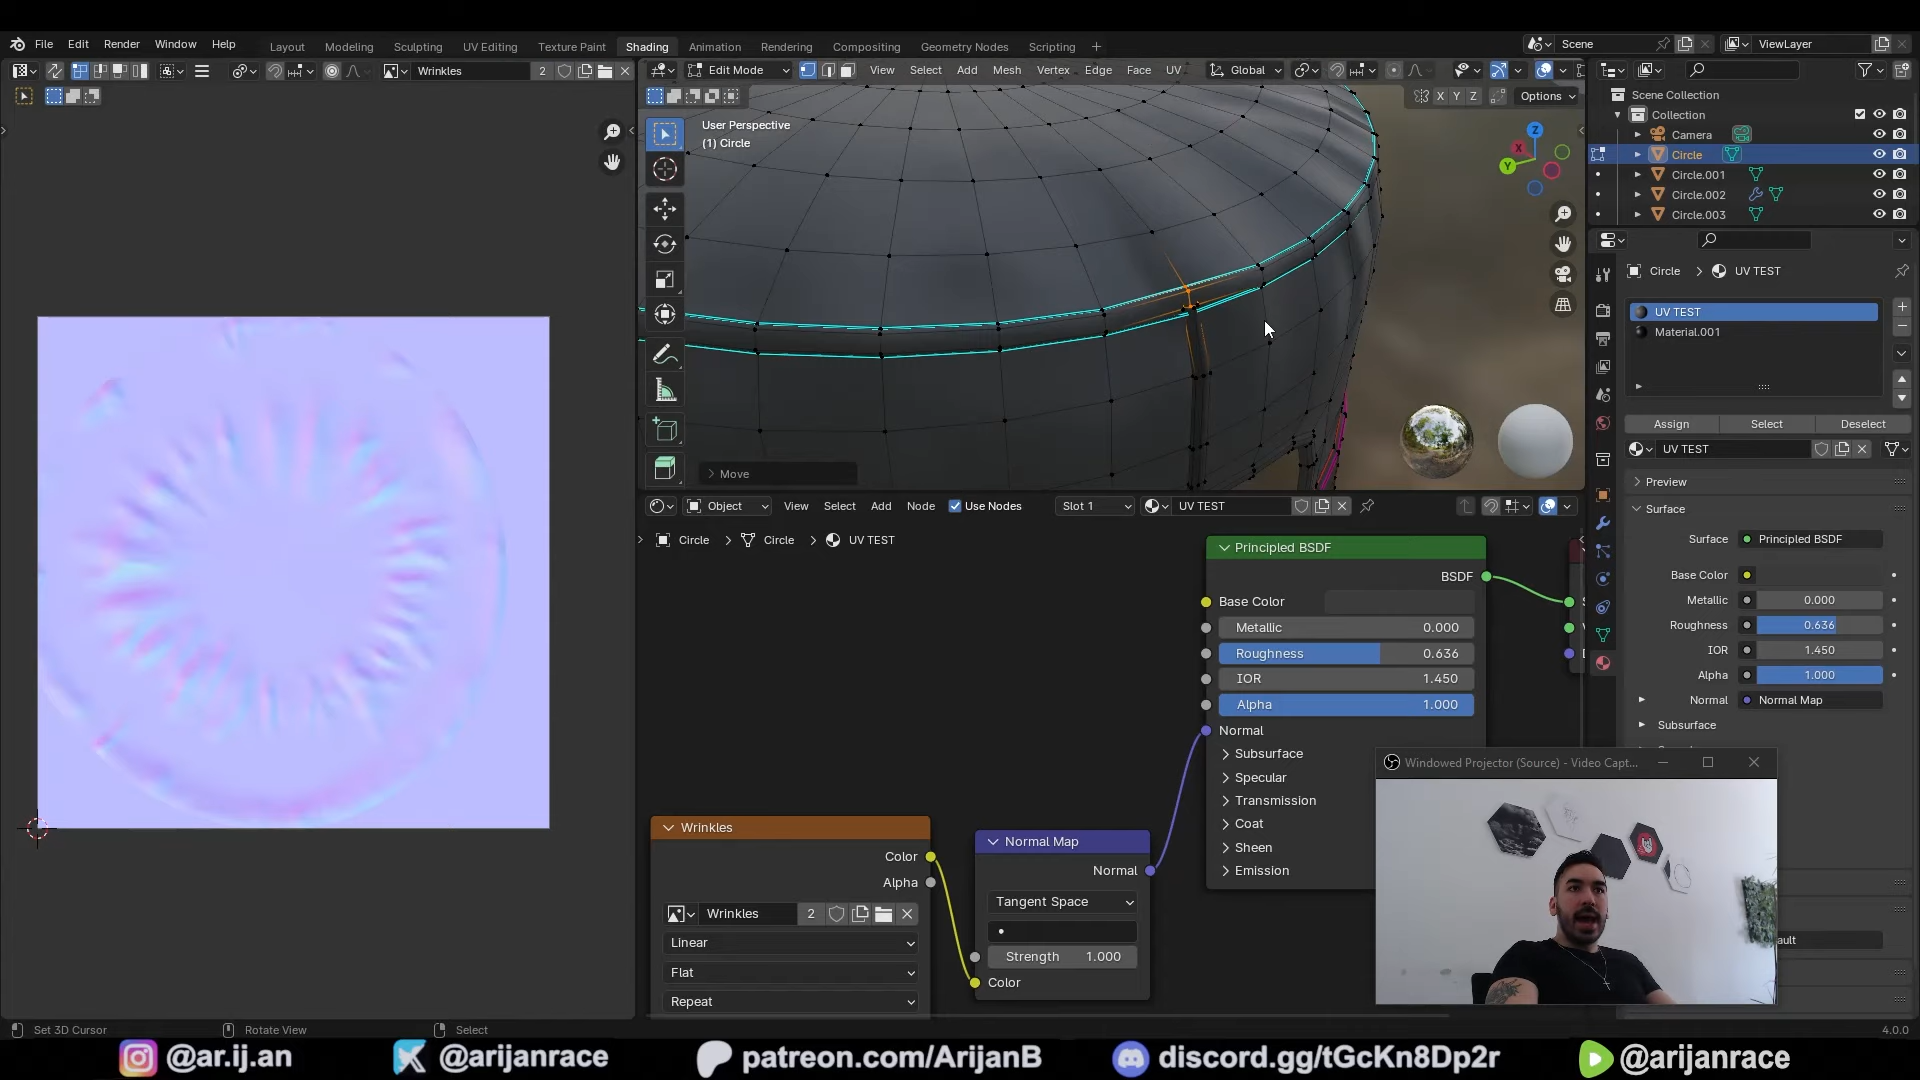 File Edit Render Window Help
Layout Modeling Sculpting UV Editing Texture Paint Shading Animation Rendering Compositing Geometry Nodes Scripting +
Scene
ViewLayer
Wrinkles 2
Edit Mode View Select Add Mesh Vertex Edge Face UV
Global
X Y Z
Options
User Perspective
(1) Circle
Z
X
Y
Move
Scene Collection
Collection
Camera
Circle
Circle.001
Circle.002
Circle.003
Circle > UV TEST
UV TEST
Material.001
Assign Select Deselect
UV TEST
Preview
Surface
Surface Principled BSDF
Base Color
Metallic 0.000
Roughness 0.636
IOR 1.450
Alpha 1.000
Normal Normal Map
Subsurface
ault
Object View Select Add Node Use Nodes Slot 1 UV TEST
Circle > Circle > UV TEST
Principled BSDF
BSDF
Base Color
Metallic 0.000
Roughness 0.636
IOR 1.450
Alpha 1.000
Normal
Subsurface
Specular
Transmission
Coat
Sheen
Emission
Wrinkles
Color
Alpha
Wrinkles 2
Linear
Flat
Repeat
Normal Map
Normal
Tangent Space
Strength 1.000
Color
Windowed Projector (Source) - Video Capt...
Set 3D Cursor Rotate View Select 4.0.0
@ar.ij.an @arijanrace patreon.com/ArijanB discord.gg/tGcKn8Dp2r @arijanrace